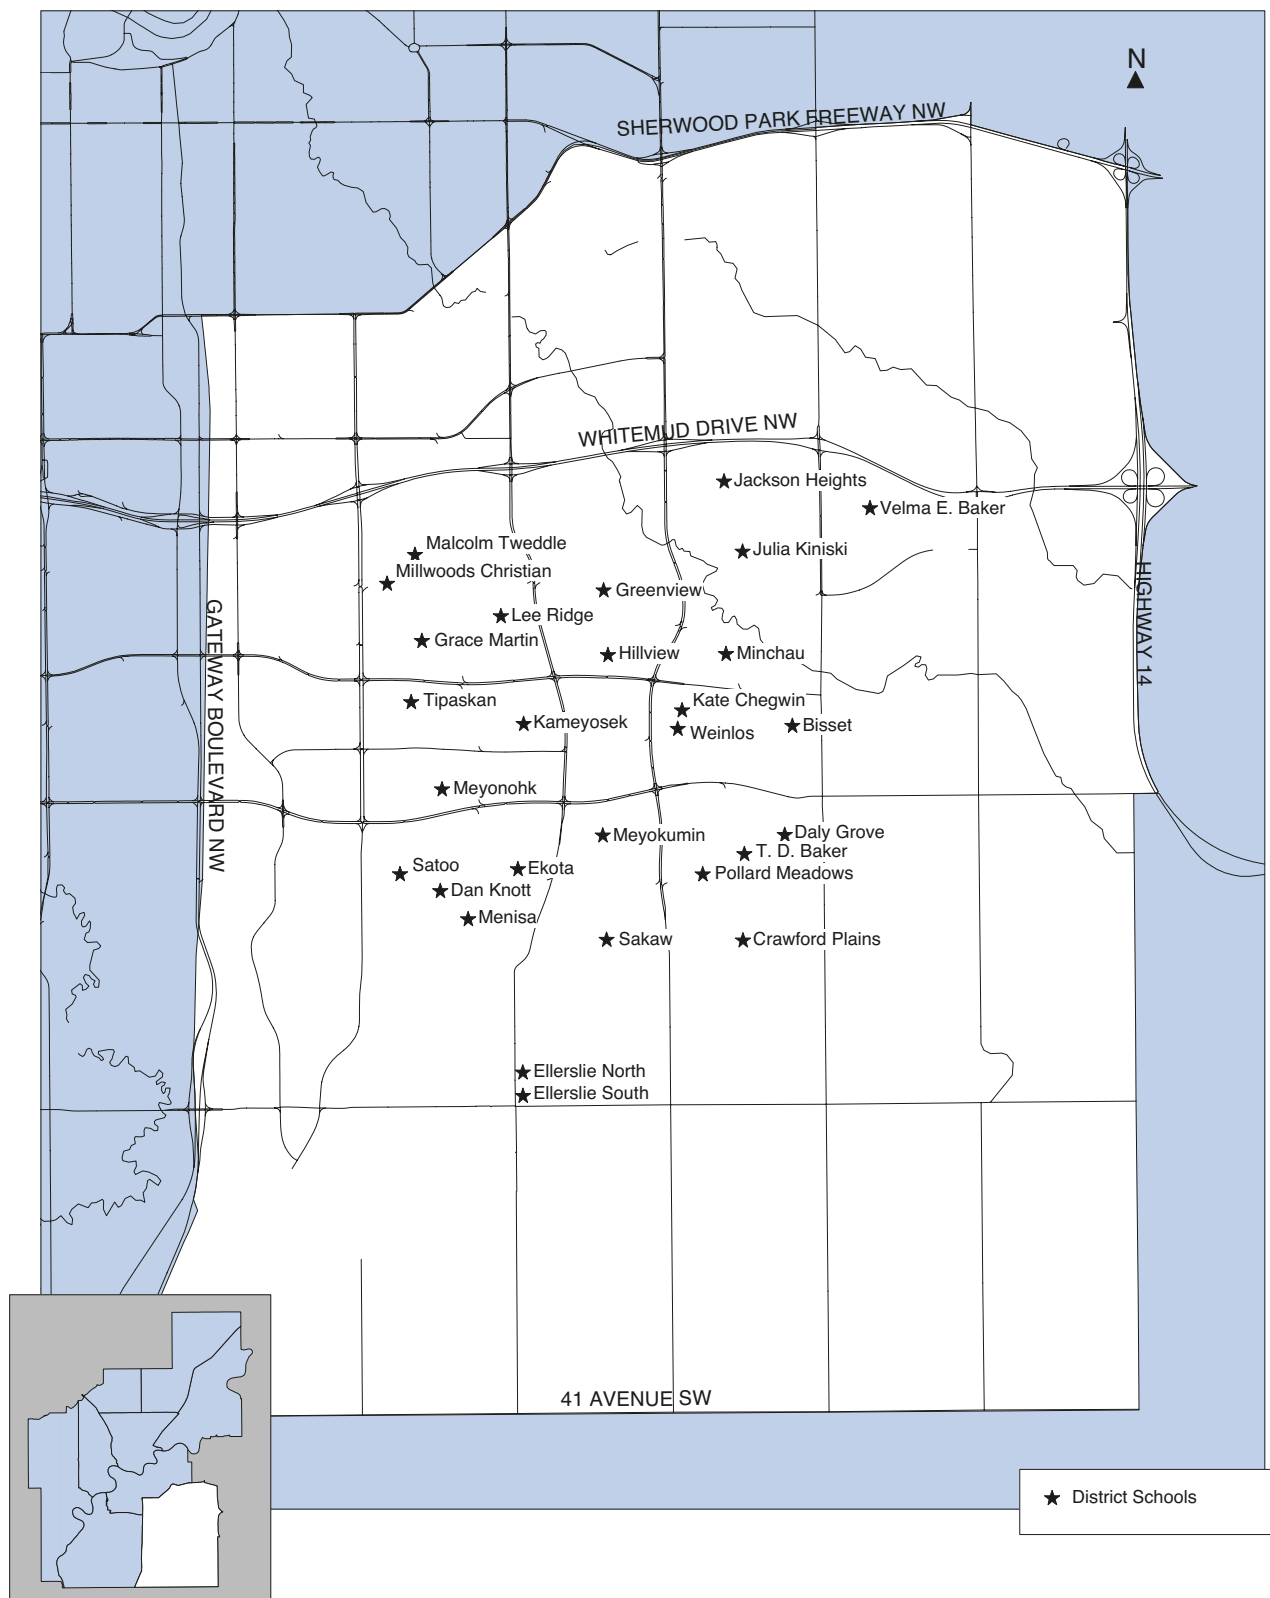 N
SHERWOOD PARK FREEWAY NW
WHITEMUD DRIVE NW
Jackson Heights
Velma E. Baker
Malcolm Tweddle
Julia Kiniski
Millwoods Christian
Greenview
HIGHWAY 14
GATEWAY BOULEVARD NW
Lee Ridge
Grace Martin
Hillview
Minchau
Tipaskan
Kate Chegwin
Kameyosek
Weinlos
Bisset
Meyonohk
Meyokumin
Daly Grove
T. D. Baker
Satoo
Ekota
Pollard Meadows
Dan Knott
Menisa
Sakaw
Crawford Plains
Ellerslie North
Ellerslie South
41 AVENUE SW
District Schools